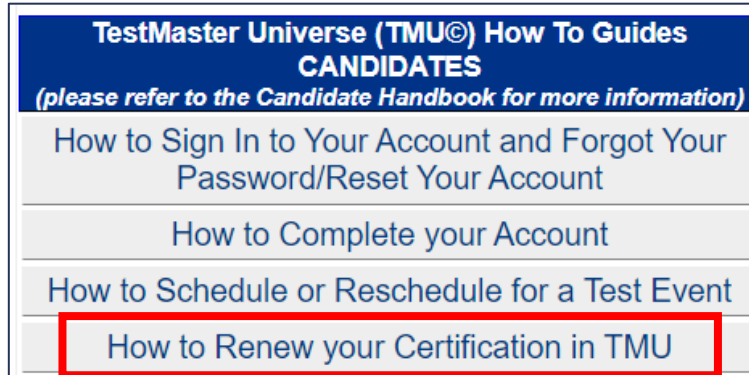 TestMaster Universe (TMU©) How To Guides
CANDIDATES
(please refer to the Candidate Handbook for more information)
How to Sign In to Your Account and Forgot Your
Password/Reset Your Account
How to Complete your Account
How to Schedule or Reschedule for a Test Event
How to Renew your Certification in TMU